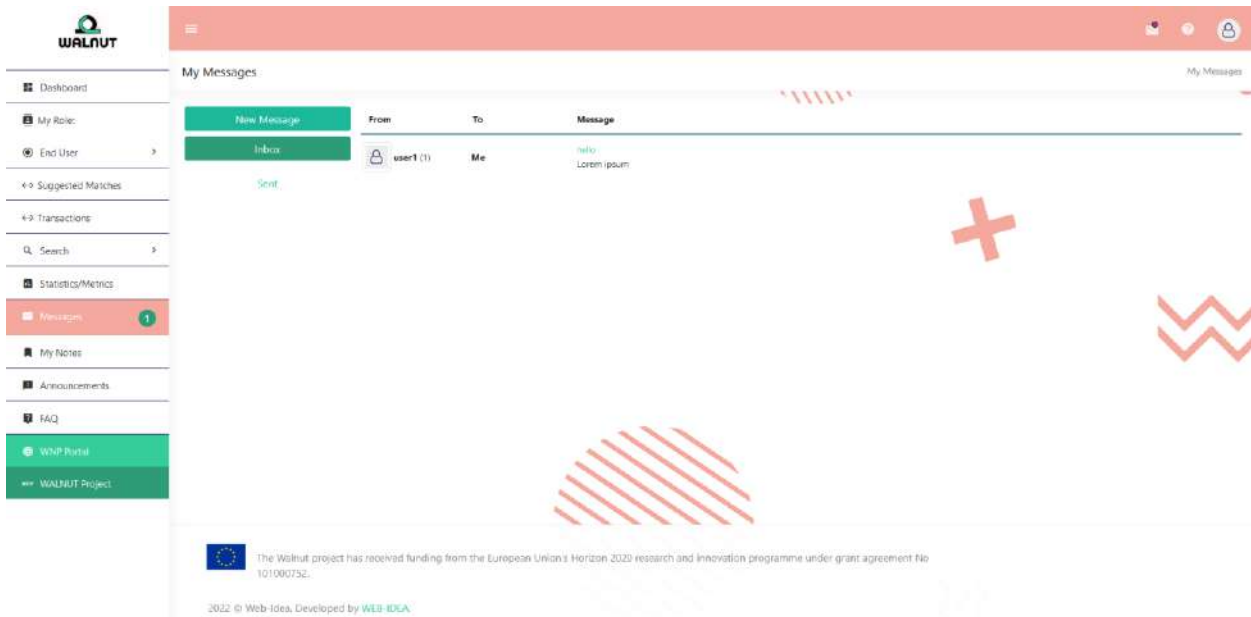 WALNUT
Dashboard
My Role:
End User
Suggested Matches
Transactions
Search
Statistics/Metrics
Messages 1
My Notes
Announcements
FAQ
WNP Portal
WALNUT Project
My Messages
My Messages
New Message
Inbox
Sent
From To Message
user1 (1) Me hello
Lorem ipsum
The Walnut project has received funding from the European Union's Horizon 2020 research and innovation programme under grant agreement No
101000752.
2022 © Web-Idea, Developed by WEB-IDEA